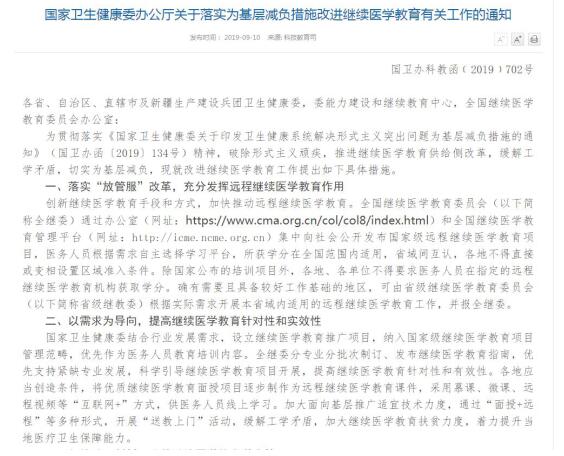 国家卫生健康委办公厅关于落实为基层减负措施改进继续医学教育有关工作的通知
发布时间： 2019-09-10 来源: 科技教育司
国卫办科教函〔2019〕702号
各省、自治区、直辖市及新疆生产建设兵团卫生健康委，委能力建设和继续教育中心，全国继续医学
教育委员会办公室：
为贯彻落实《国家卫生健康委关于印发卫生健康系统解决形式主义突出问题为基层减负措施的通
知》（国卫办函〔2019〕134号）精神，破除形式主义顽疾，推进继续医学教育供给侧改革，缓解工
学矛盾，切实为基层减负，现就改进继续医学教育工作提出如下具体措施。
一、落实“放管服”改革，充分发挥远程继续医学教育作用
创新继续医学教育手段和方式，加快推动远程继续医学教育。全国继续医学教育委员会（以下简
称全继委）通过办公室（网址：https://www.cma.org.cn/col/col8/index.html）和全国继续医学教
育管理平台（网址：http://icme.ncme.org.cn）集中向社会公开发布国家级远程继续医学教育项
目，医务人员根据需求自主选择学习平台，所获学分在全国范围内适用，省域间互认，各地不得直接
或变相设置区域准入条件。除国家公布的培训项目外，各地、各单位不得要求医务人员在指定的远程
继续医学教育机构获取学分。确有需要且具备较好工作基础的地区，可由省级继续医学教育委员会
（以下简称省级继教委）根据实际需求开展本省域内适用的远程继续医学教育工作，并报全继委。
二、以需求为导向，提高继续医学教育针对性和实效性
国家卫生健康委结合行业发展需求，设立继续医学教育推广项目，纳入国家级继续医学教育项目
管理范畴，优先作为医务人员教育培训内容。全继委分专业分批次制订、发布继续医学教育指南，优
先支持紧缺专业发展，科学引导继续医学教育项目开展，提高继续医学教育针对性和有效性。各地应
当创造条件，将优质继续医学教育面授项目逐步制作为远程继续医学教育课件，采用慕课、微课、远
程视频等“互联网+”方式，供医务人员线上学习。加大面向基层推广适宜技术力度，通过“面授+远
程”等多种形式，开展“送教上门”活动，缓解工学矛盾，加大继续医学教育扶贫力度，着力提升当
地医疗卫生保障能力。